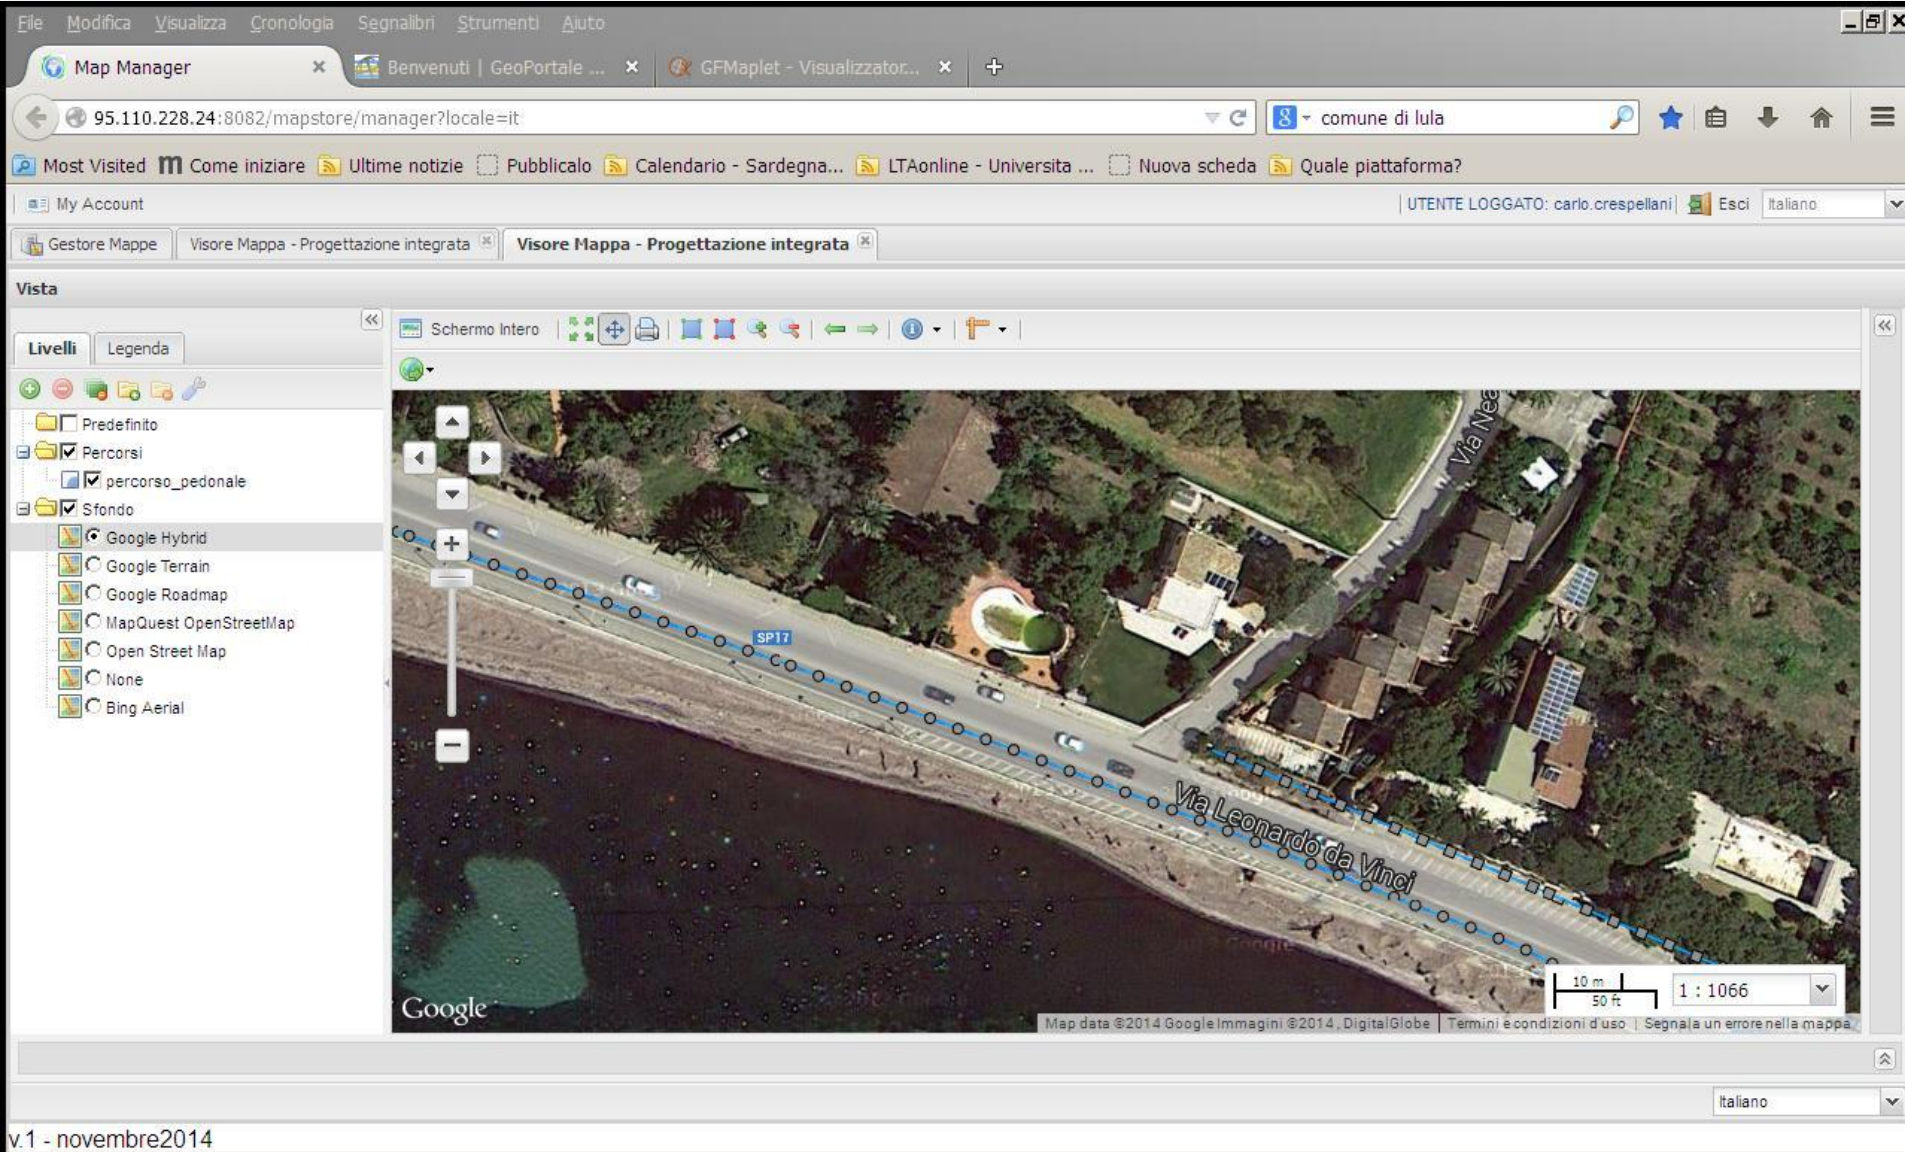 File Modifica Visualizza Cronologia Segnalibri Strumenti Aiuto
Map Manager Benvenuti | GeoPortale ... GFMaplet - Visualizzator...
95.110.228.24:8082/mapstore/manager?locale=it comune di lula
Most Visited Come iniziare Ultime notizie Pubblicalo Calendario - Sardegna... LTAonline - Universita ... Nuova scheda Quale piattaforma?
My Account UTENTE LOGGATO: carlo.crespellani Esci Italiano
Gestore Mappe Visore Mappa - Progettazione integrata Visore Mappa - Progettazione integrata
Vista
Schermo Intero
Livelli Legenda
Predefinito
Percorsi
percorso_pedonale
Sfondo
Google Hybrid
Google Terrain
Google Roadmap
MapQuest OpenStreetMap
Open Street Map
None
Bing Aerial
Via Nea
SP17
Via Leonardo da Vinci
10 m
50 ft
1 : 1066
Google
Map data ©2014 Google Immagini ©2014 , DigitalGlobe Termini e condizioni d'uso Segnala un errore nella mappa
Italiano
v.1 - novembre2014